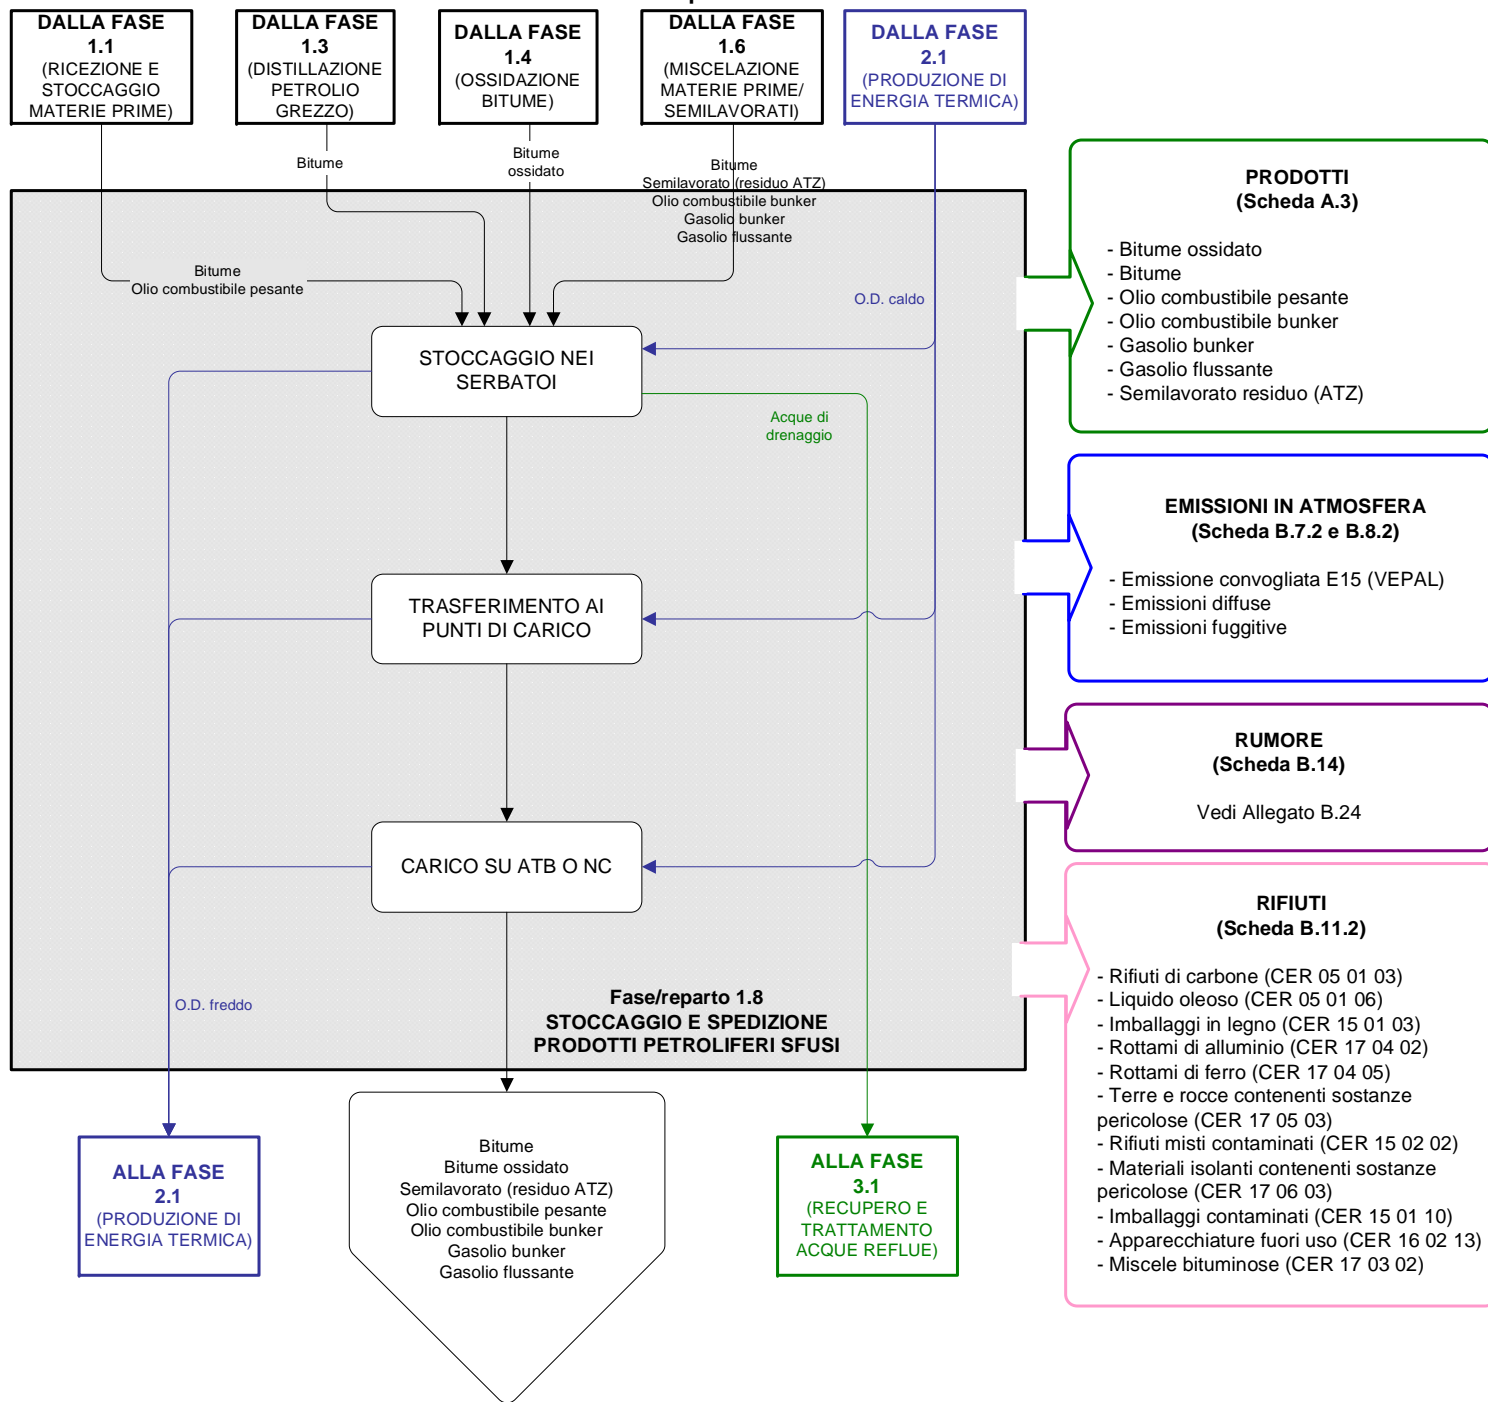 DALLA FASE
1.1
(RICEZIONE E
STOCCAGGIO
MATERIE PRIME)
DALLA FASE
1.3
(DISTILLAZIONE
PETROLIO
GREZZO)
DALLA FASE
1.4
(OSSIDAZIONE
BITUME)
DALLA FASE
1.6
(MISCELAZIONE
MATERIE PRIME/
SEMILAVORATI)
DALLA FASE
2.1
(PRODUZIONE DI
ENERGIA TERMICA)
Bitume
Bitume
ossidato
Bitume
Semilavorato (residuo ATZ)
Olio combustibile bunker
Gasolio bunker
Gasolio flussante
Bitume
Olio combustibile pesante
O.D. caldo
STOCCAGGIO NEI
SERBATOI
Acque di
drenaggio
TRASFERIMENTO AI
PUNTI DI CARICO
CARICO SU ATB O NC
O.D. freddo
Fase/reparto 1.8
STOCCAGGIO E SPEDIZIONE
PRODOTTI PETROLIFERI SFUSI
ALLA FASE
2.1
(PRODUZIONE DI
ENERGIA TERMICA)
Bitume
Bitume ossidato
Semilavorato (residuo ATZ)
Olio combustibile pesante
Olio combustibile bunker
Gasolio bunker
Gasolio flussante
ALLA FASE
3.1
(RECUPERO E
TRATTAMENTO
ACQUE REFLUE)
PRODOTTI
(Scheda A.3)
- Bitume ossidato
- Bitume
- Olio combustibile pesante
- Olio combustibile bunker
- Gasolio bunker
- Gasolio flussante
- Semilavorato residuo (ATZ)
EMISSIONI IN ATMOSFERA
(Scheda B.7.2 e B.8.2)
- Emissione convogliata E15 (VEPAL)
- Emissioni diffuse
- Emissioni fuggitive
RUMORE
(Scheda B.14)
Vedi Allegato B.24
RIFIUTI
(Scheda B.11.2)
- Rifiuti di carbone (CER 05 01 03)
- Liquido oleoso (CER 05 01 06)
- Imballaggi in legno (CER 15 01 03)
- Rottami di alluminio (CER 17 04 02)
- Rottami di ferro (CER 17 04 05)
- Terre e rocce contenenti sostanze
pericolose (CER 17 05 03)
- Rifiuti misti contaminati (CER 15 02 02)
- Materiali isolanti contenenti sostanze
pericolose (CER 17 06 03)
- Imballaggi contaminati (CER 15 01 10)
- Apparecchiature fuori uso (CER 16 02 13)
- Miscele bituminose (CER 17 03 02)